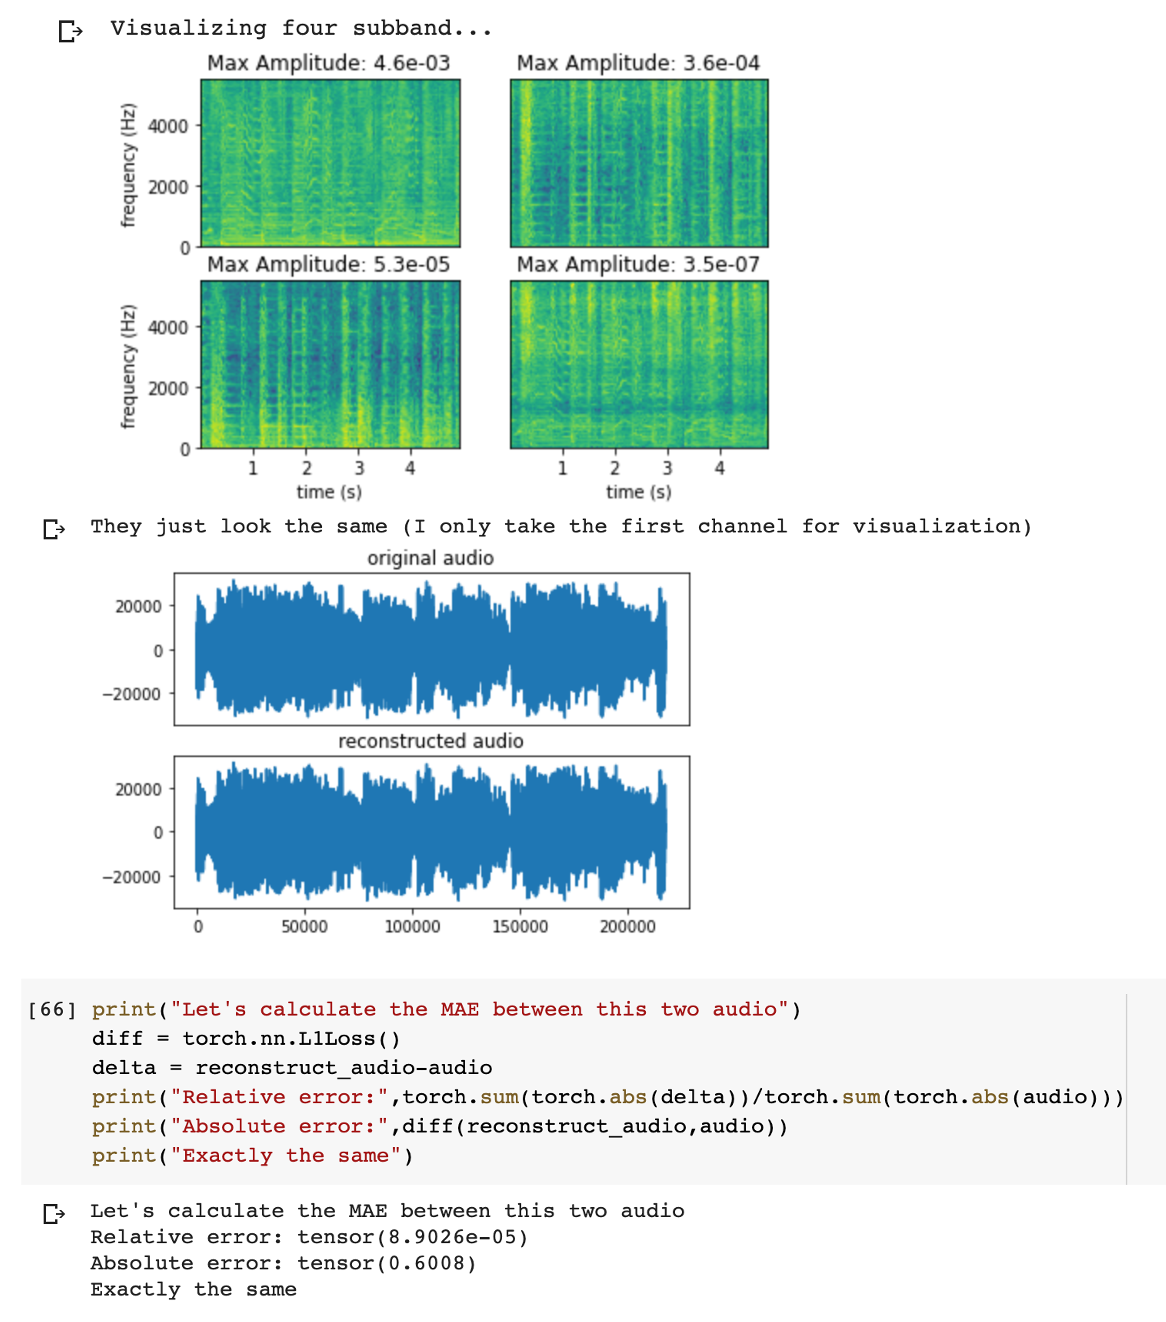 Visualizing four subband...
Max Amplitude: 4.6e-03 Max Amplitude: 3.6e-04
frequency (Hz)
4000
2000
0
Max Amplitude: 5.3e-05 Max Amplitude: 3.5e-07
frequency (Hz)
4000
2000
0
1 2 3 4 1 2 3 4
time (s) time (s)
They just look the same (I only take the first channel for visualization)
original audio
20000
0
−20000
reconstructed audio
20000
0
−20000
0 50000 100000 150000 200000
[66] print("Let's calculate the MAE between this two audio")
diff = torch.nn.L1Loss()
delta = reconstruct_audio-audio
print("Relative error:",torch.sum(torch.abs(delta))/torch.sum(torch.abs(audio)))
print("Absolute error:",diff(reconstruct_audio,audio))
print("Exactly the same")
Let's calculate the MAE between this two audio
Relative error: tensor(8.9026e-05)
Absolute error: tensor(0.6008)
Exactly the same